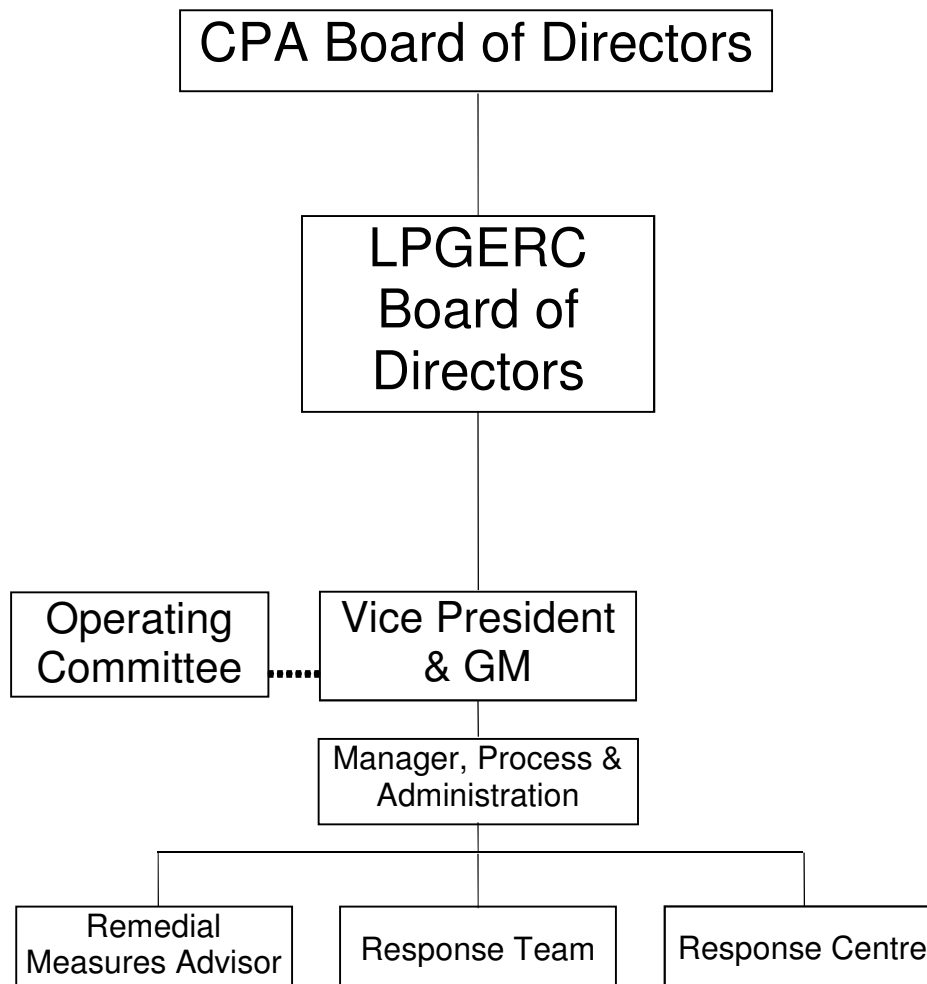 CPA Board of Directors
LPGERC
Board of
Directors
Operating
Committee
Vice President
& GM
Manager, Process &
Administration
Remedial
Measures Advisor
Response Team
Response Centre